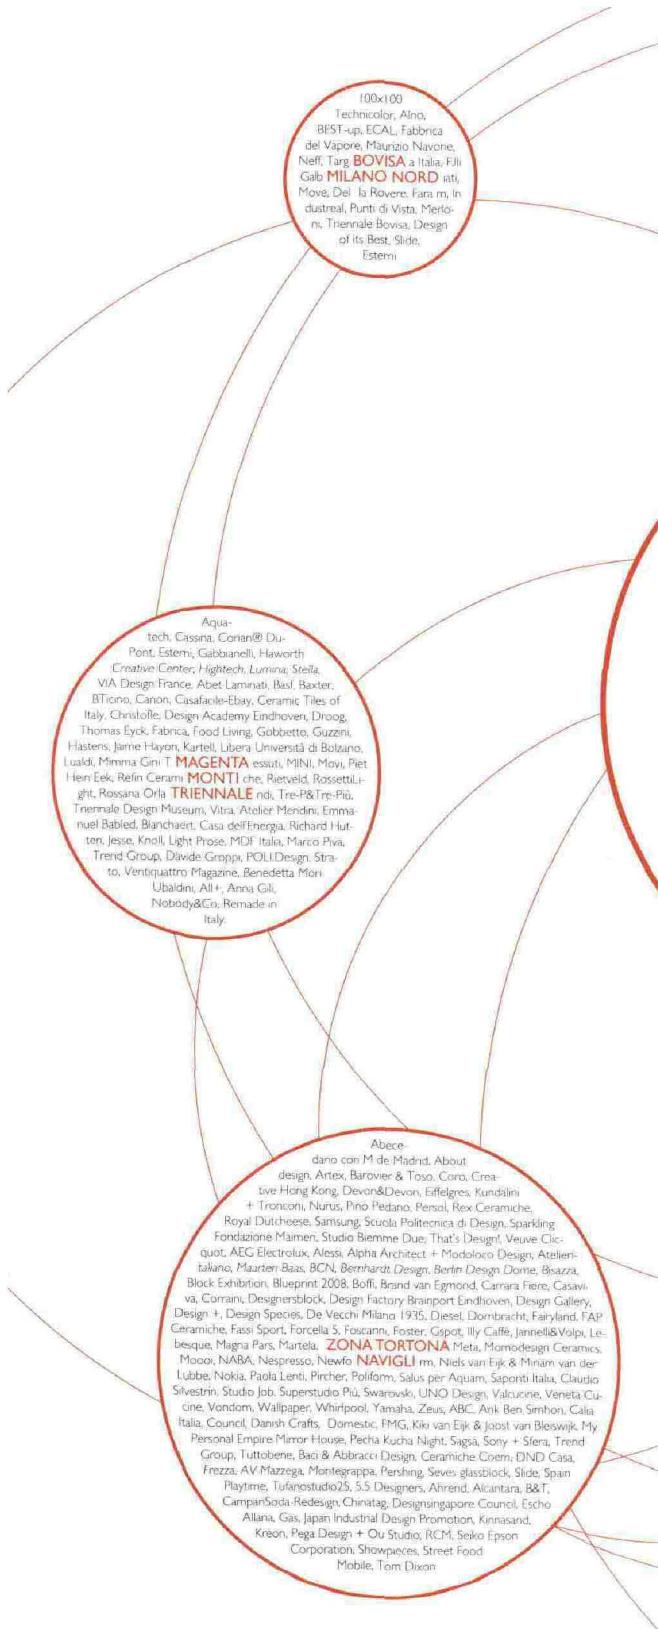 100x100
Technicolor, Alno,
BEST-up, ECAL, Fabbrica
del Vapore, Maurizio Navone,
Neff, Targ BOVISA a Italia, F.lli
Galb MILANO NORD iati,
Move, Del la Rovere, Fara m, In
dustreal, Punti di Vista, Merlo-
ni, Triennale Bovisa, Design
of its Best, Slide,
Esterni
Aqua-
tech, Cassina, Corian® Du-
Pont, Esterni, Gabbianelli, Haworth
Creative Center, Hightech, Lumina, Stella,
VIA Design France, Abet Laminati, Basf, Baxter,
BTicino, Canon, Casafacile-Ebay, Ceramic Tiles of
Italy, Christofle, Design Academy Eindhoven, Droog,
Thomas Eyck, Fabrica, Food Living, Gobbetto, Guzzini,
Hastens, Jaime Hayon, Kartell, Libera Università di Bolzano,
Lualdi, Mimma Gini T MAGENTA essuti, MINI, Movi, Piet
Hein Eek, Refin Cerami MONTI che, Rietveld, RossettiLi-
ght, Rossana Orla TRIENNALE ndi, Tre-P&Tre-Più,
Triennale Design Museum, Vitra, Atelier Mendini, Emma-
nuel Babled, Blanchaert, Casa dell'Energia, Richard Hut-
ten, Jesse, Knoll, Light Prose, MDF Italia, Marco Piva,
Trend Group, Davide Groppi, POLI.Design, Stra-
to, Ventiquattro Magazine, Benedetta Mori
Ubaldini, All+, Anna Gili,
Nobody&Co, Remade in
Italy.
Abece-
dario con M de Madrid, About
design, Artex, Barovier & Toso, Coro, Crea-
tive Hong Kong, Devon&Devon, Eiffelgres, Kundalini
+ Tronconi, Nurus, Pino Pedano, Persol, Rex Ceramiche,
Royal Dutcheese, Samsung, Scuola Politecnica di Design, Sparkling
Fondazione Maimeri, Studio Biemme Due, That's Design!, Veuve Clic-
quot, AEG Electrolux, Alessi, Alpha Architect + Modoloco Design, Atelieri-
taliano, Maarten Baas, BCN, Bernhardt Design, Berlin Design Dome, Bisazza,
Block Exhibition, Blueprint 2008, Boffi, Brand van Egmond, Carrara Fiere, Casavi-
va, Corraini, Designersblock, Design Factory Brainport Eindhoven, Design Gallery,
Design +, Design Species, De Vecchi Milano 1935, Diesel, Dornbracht, Fairyland, FAP
Ceramiche, Fassi Sport, Forcella 5, Foscarini, Foster, Gspot, Illy Caffè, Jannelli&Volpi, Le-
besque, Magna Pars, Martela, ZONA TORTONA Meta, Momodesign Ceramics,
Moooi, NABA, Nespresso, Newfo NAVIGLI rm, Niels van Eijk & Miriam van der
Lubbe, Nokia, Paola Lenti, Pircher, Poliform, Salus per Aquam, Saponti Italia, Claudio
Silvestrin, Studio Job, Superstudio Più, Swarovski, UNO Design, Valcucine, Veneta Cu-
cine, Vondom, Wallpaper, Whirlpool, Yamaha, Zeus, ABC, Arik Ben Simhon, Calia
Italia, Council, Danish Crafts, Domestic, FMG, Kiki van Eijk & Joost van Bleiswijk, My
Personal Empire Mirror House, Pecha Kucha Night, Sagsa, Sony + Sfera, Trend
Group, Tuttobene, Baci & Abbracci Design, Ceramiche Coem, DND Casa,
Frezza, AV Mazzega, Montegrappa, Pershing, Seves glassblock, Slide, Spain
Playtime, Tufanostudio25, 5.5 Designers, Ahrend, Alcantara, B&T,
CampariSoda-Redesign, Chinatag, Designsingapore Council, Escho
Allaria, Gas, Japan Industrial Design Promotion, Kinnasand,
Kreon, Pega Design + Ou Studio, RCM, Seiko Epson
Corporation, Showpieces, Street Food
Mobile, Tom Dixon